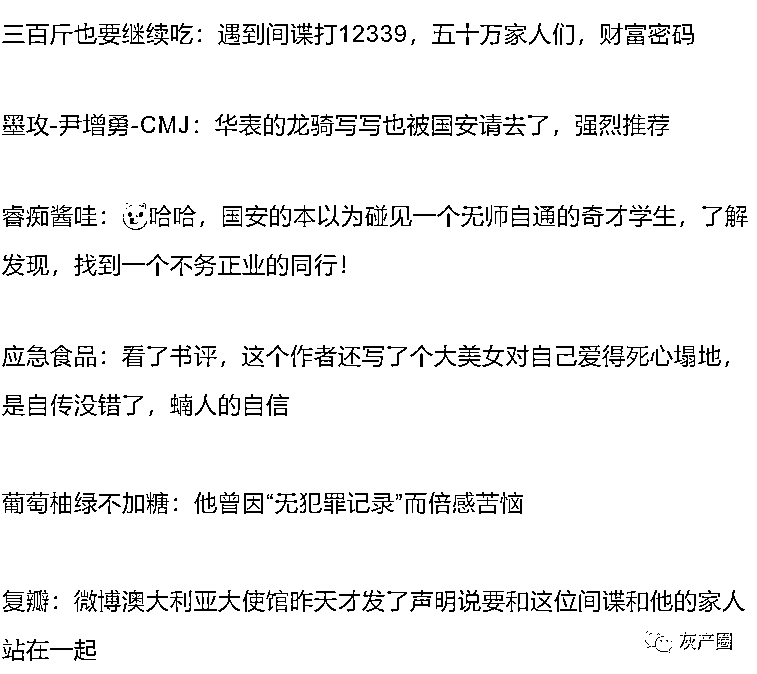 三百斤也要继续吃：遇到间谍打12339，五十万家人们，财富密码
墨攻-尹增勇-CMJ：华表的龙骑写写也被国安请去了，强烈推荐
睿痴酱哇：哈哈，国安的本以为碰见一个无师自通的奇才学生，了解
发现，找到一个不务正业的同行！
应急食品：看了书评，这个作者还写了个大美女对自己爱得死心塌地，
是自传没错了，蝻人的自信
葡萄柚绿不加糖：他曾因“无犯罪记录”而倍感苦恼
复瓣：微博澳大利亚大使馆昨天才发了声明说要和这位间谍和他的家人
站在一起
灰产圈